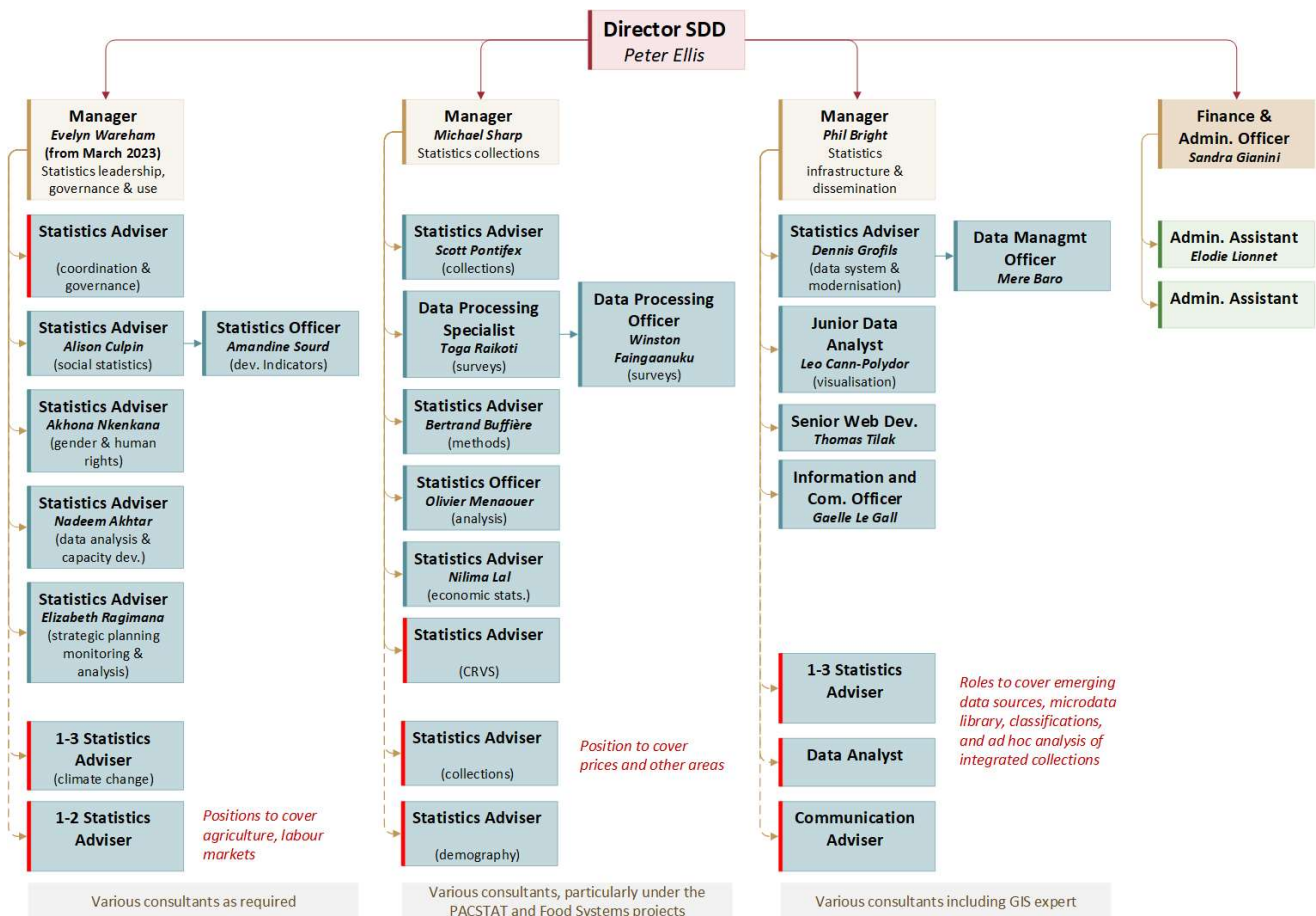 Director SDD
Peter Ellis
Manager
Evelyn Wareham
(from March 2023)
Statistics leadership,
governance & use
Statistics Adviser
(coordination &
governance)
Statistics Adviser
Alison Culpin
(social statistics)
Statistics Officer
Amandine Sourd
(dev. Indicators)
Statistics Adviser
Akhona Nkenkana
(gender & human
rights)
Statistics Adviser
Nadeem Akhtar
(data analysis &
capacity dev.)
Statistics Adviser
Elizabeth Ragimana
(strategic planning
monitoring &
analysis)
1-3 Statistics
Adviser
(climate change)
1-2 Statistics
Adviser
Positions to cover
agriculture, labour
markets
Various consultants as required
Manager
Michael Sharp
Statistics collections
Statistics Adviser
Scott Pontifex
(collections)
Data Processing
Specialist
Toga Raikoti
(surveys)
Data Processing
Officer
Winston
Faingaanuku
(surveys)
Statistics Adviser
Bertrand Buffière
(methods)
Statistics Officer
Olivier Menaouer
(analysis)
Statistics Adviser
Nilima Lal
(economic stats.)
Statistics Adviser
(CRVS)
Statistics Adviser
(collections)
Position to cover
prices and other areas
Statistics Adviser
(demography)
Various consultants, particularly under the
PACSTAT and Food Systems projects
Manager
Phil Bright
Statistics
infrastructure &
dissemination
Statistics Adviser
Dennis Grofils
(data system &
modernisation)
Data Managmt
Officer
Mere Baro
Junior Data
Analyst
Leo Cann-Polydor
(visualisation)
Senior Web Dev.
Thomas Tilak
Information and
Com. Officer
Gaelle Le Gall
1-3 Statistics
Adviser
Data Analyst
Communication
Adviser
Roles to cover emerging
data sources, microdata
library, classifications,
and ad hoc analysis of
integrated collections
Various consultants including GIS expert
Finance &
Admin. Officer
Sandra Gianini
Admin. Assistant
Elodie Lionnet
Admin. Assistant